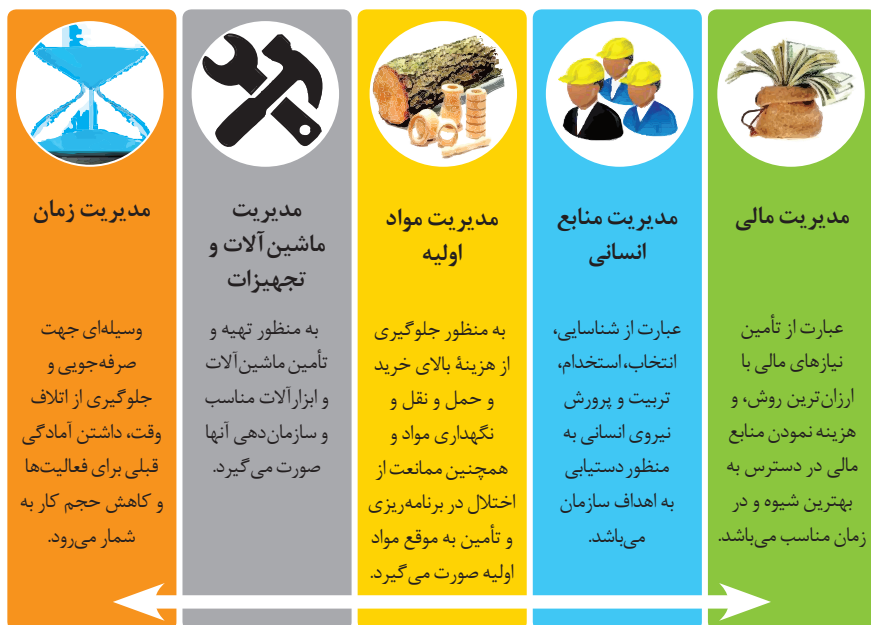 مدیریت مالی
عبارت از تأمین
نیازهای مالی با
ارزان‌ترین روش، و
هزینه نمودن منابع
مالی در دسترس به
بهترین شیوه و در
زمان مناسب می‌باشد.
مدیریت منابع
انسانی
عبارت از شناسایی،
انتخاب، استخدام،
تربیت و پرورش
نیروی انسانی به
منظور دستیابی
به اهداف سازمان
می‌باشد.
مدیریت مواد
اولیه
به منظور جلوگیری
از هزینهٔ بالای خرید
و حمل و نقل و
نگهداری مواد و
همچنین ممانعت از
اختلال در برنامه‌ریزی
و تأمین به موقع مواد
اولیه صورت می‌گیرد.
مدیریت
ماشین‌آلات و
تجهیزات
به منظور تهیه و
تأمین ماشین‌آلات
و ابزارآلات مناسب
و سازمان‌دهی آنها
صورت می‌گیرد.
مدیریت زمان
وسیله‌ای جهت
صرفه‌جویی و
جلوگیری از اتلاف
وقت، داشتن آمادگی
قبلی برای فعالیت‌ها
و کاهش حجم کار به
شمار می‌رود.